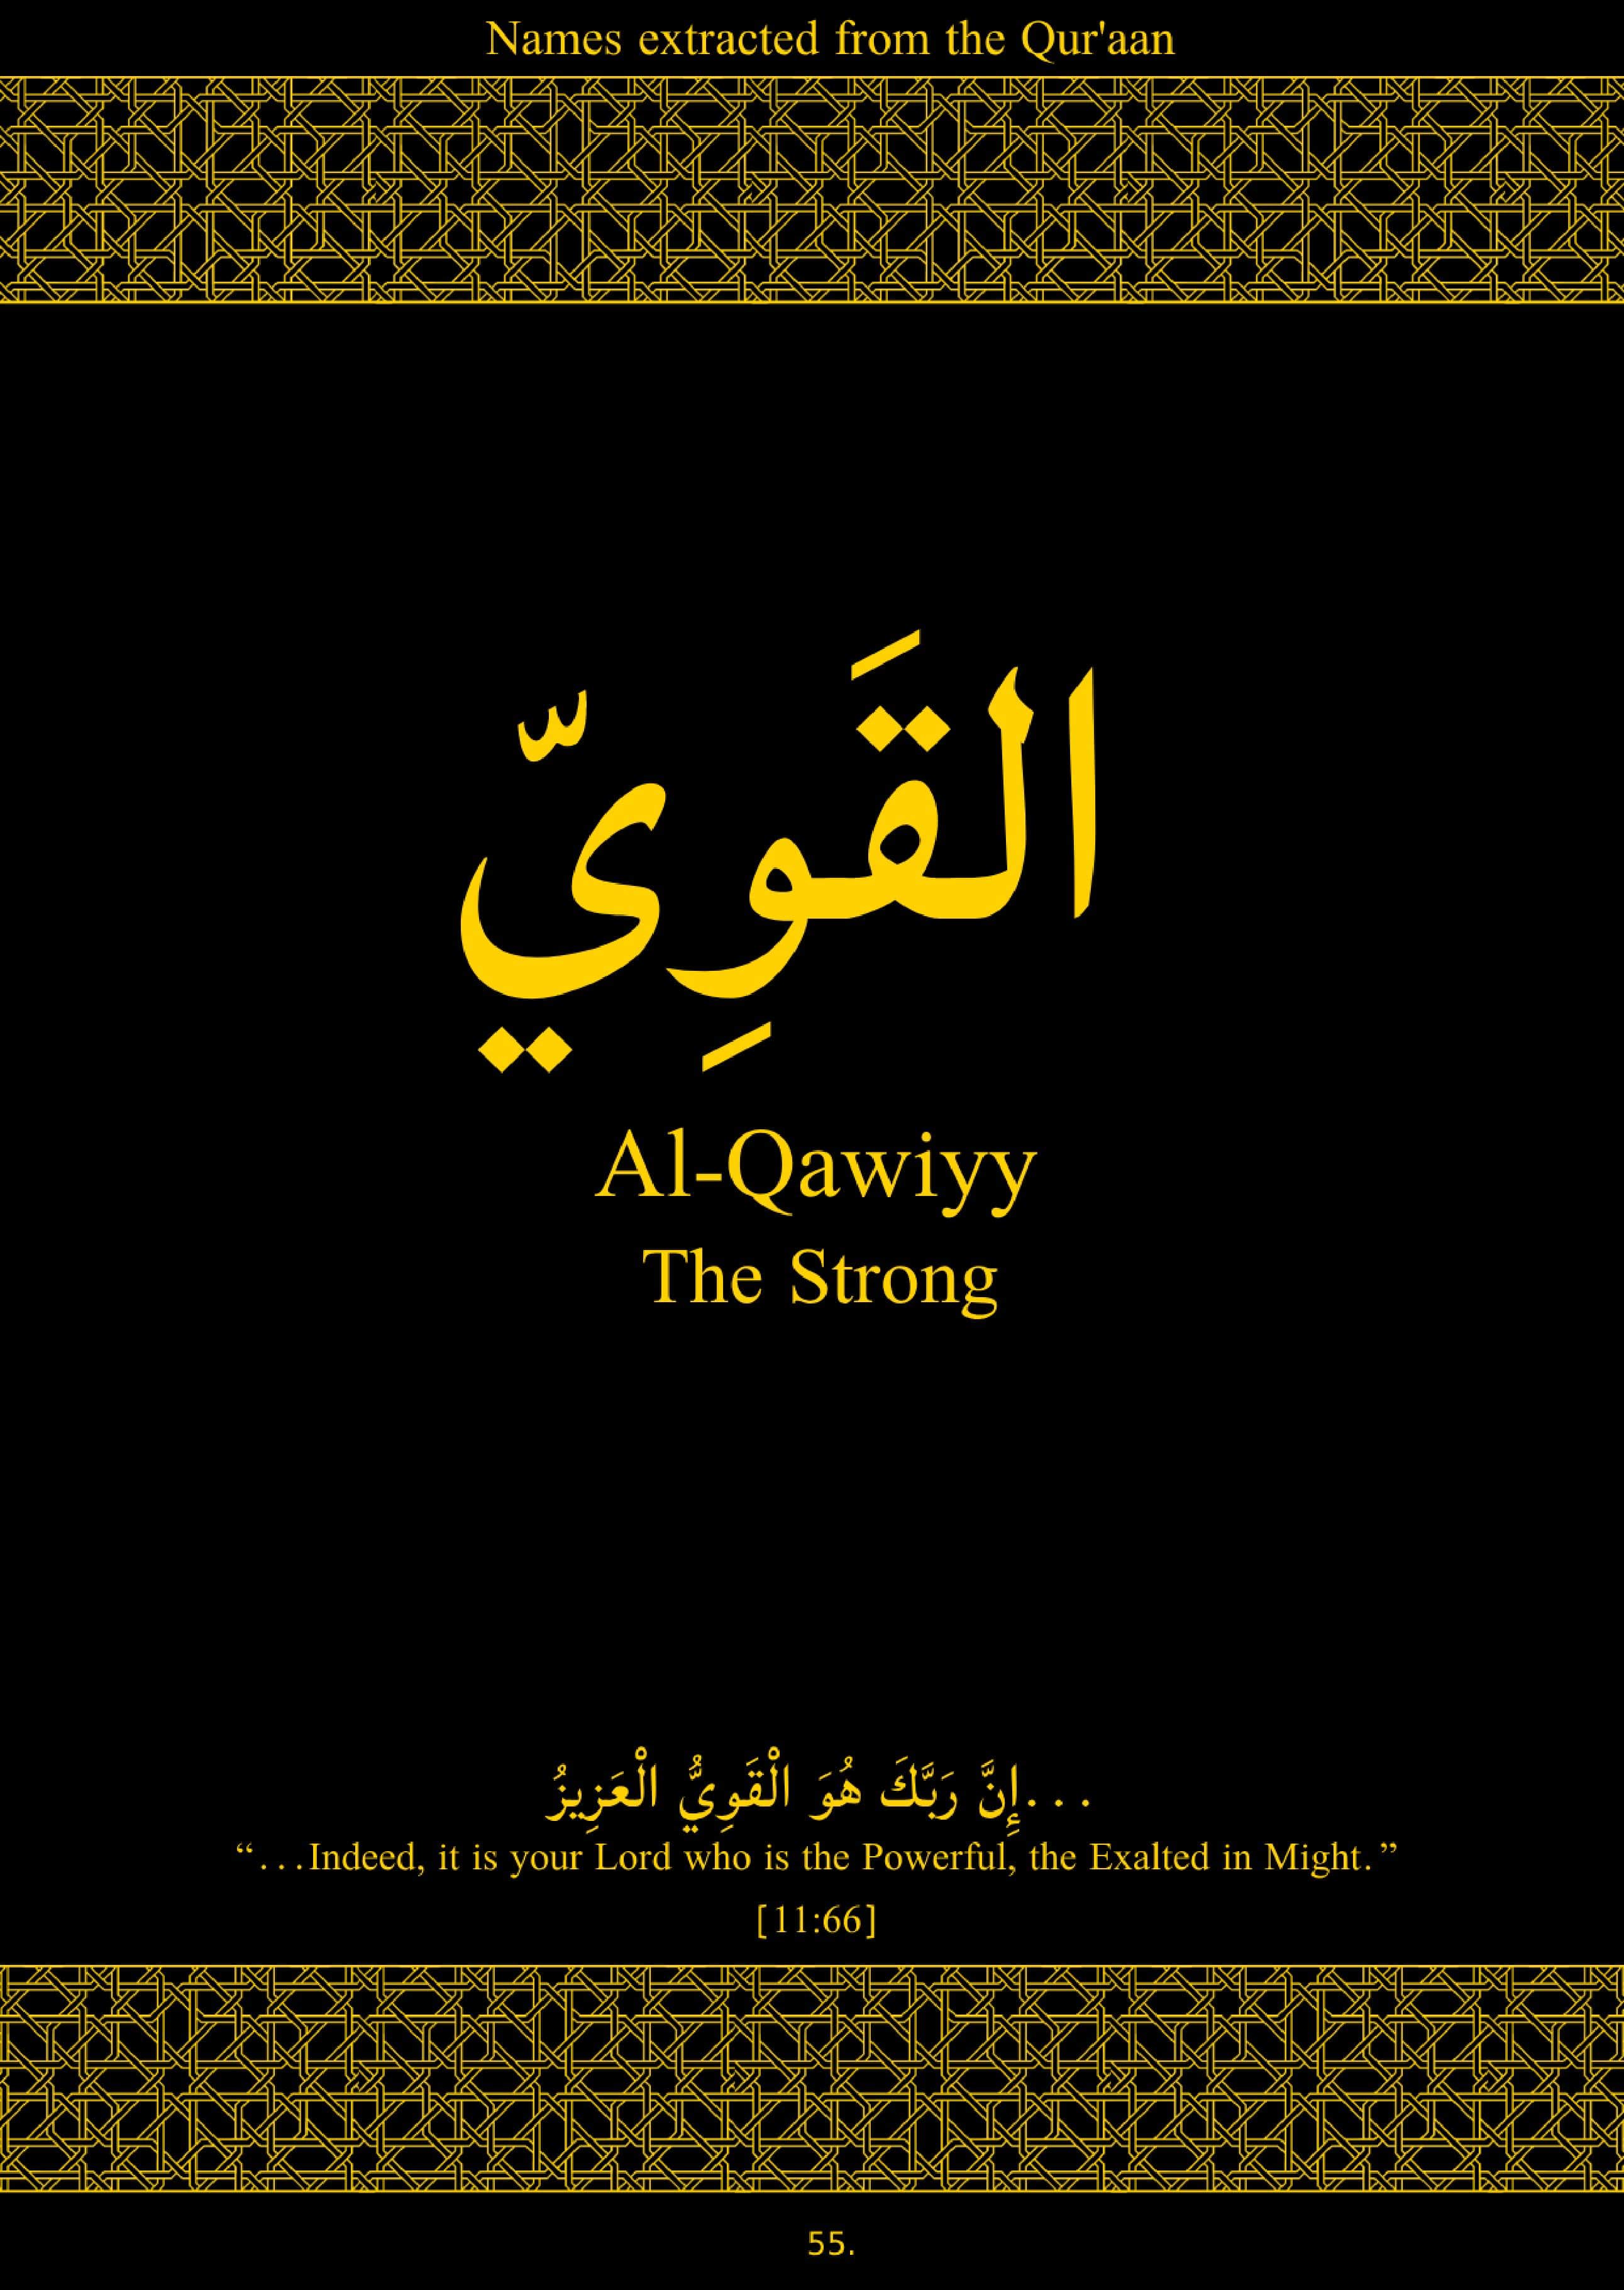 Names extracted from the Qur'aan
القَوِيّ
Al-Qawiyy
The Strong
...إِنَّ رَبَّكَ هُوَ الْقَوِيُّ الْعَزِيزُ
“...Indeed, it is your Lord who is the Powerful, the Exalted in Might.”
[11:66]
55.